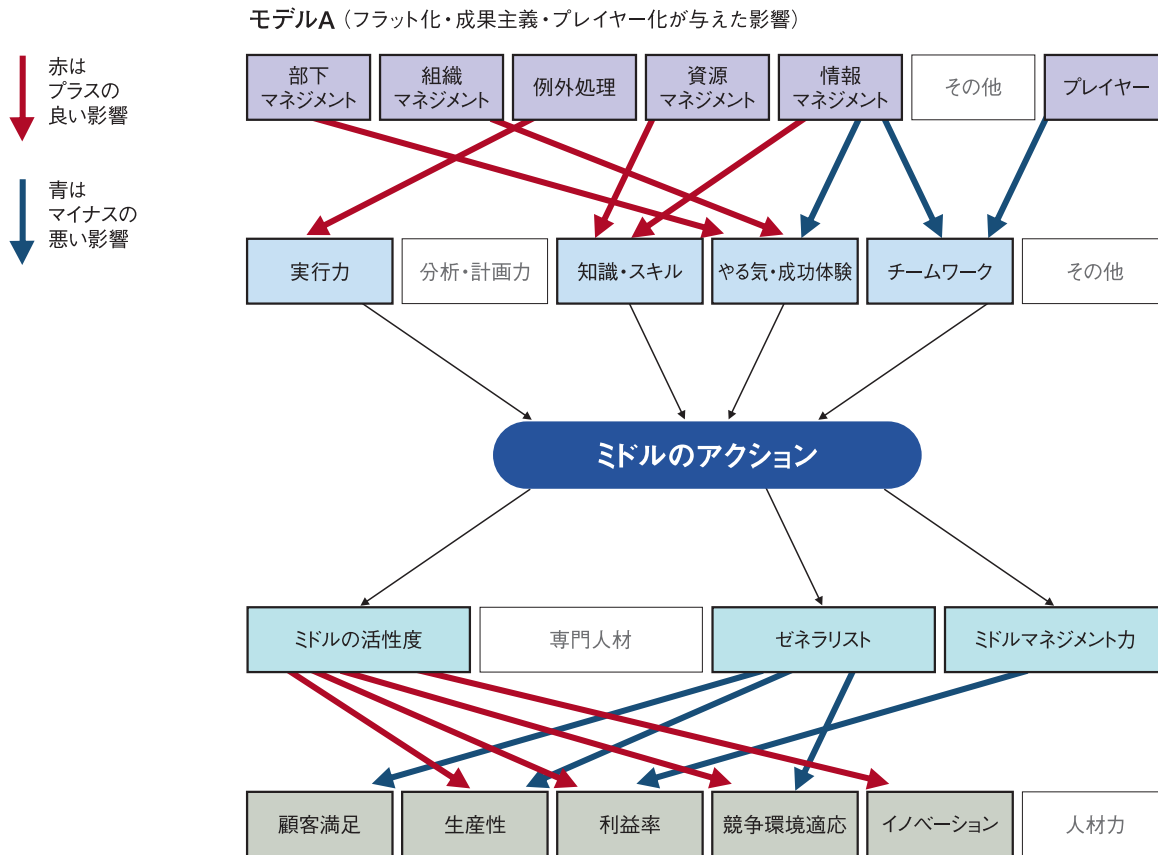 モデルA（フラット化・成果主義・プレイヤー化が与えた影響）
赤は
プラスの
良い影響
青は
マイナスの
悪い影響
部下
マネジメント
組織
マネジメント
例外処理
資源
マネジメント
情報
マネジメント
その他
プレイヤー
実行力
分析・計画力
知識・スキル
やる気・成功体験
チームワーク
その他
ミドルのアクション
ミドルの活性度
専門人材
ゼネラリスト
ミドルマネジメント力
顧客満足
生産性
利益率
競争環境適応
イノベーション
人材力